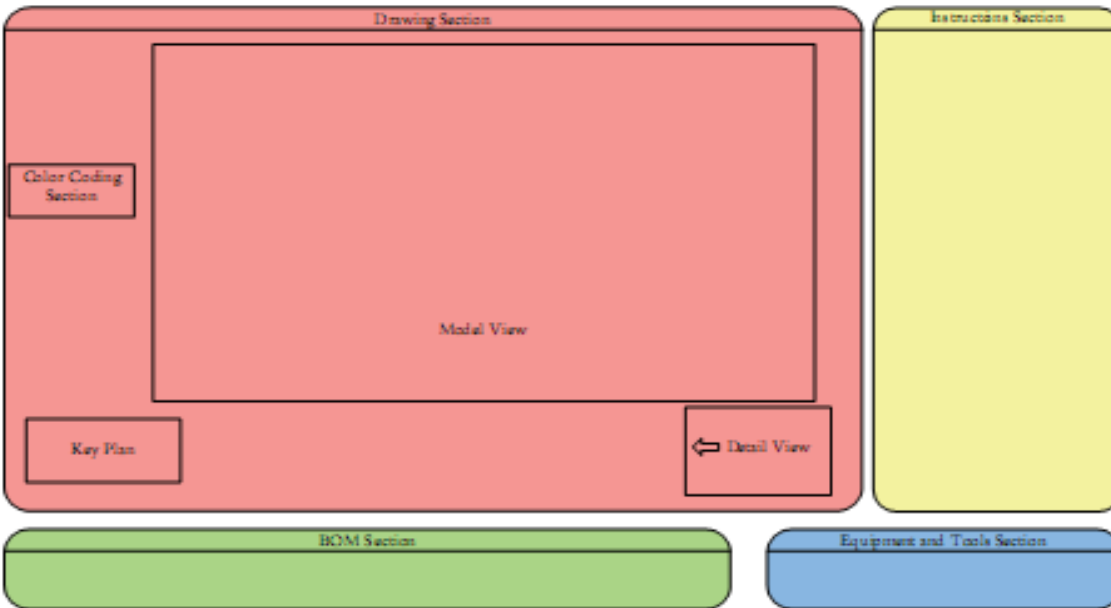 Drawing Section
Instructions Section
Color Coding
Section
Model View
Key Plan
Detail View
BOM Section
Equipment and Tools Section